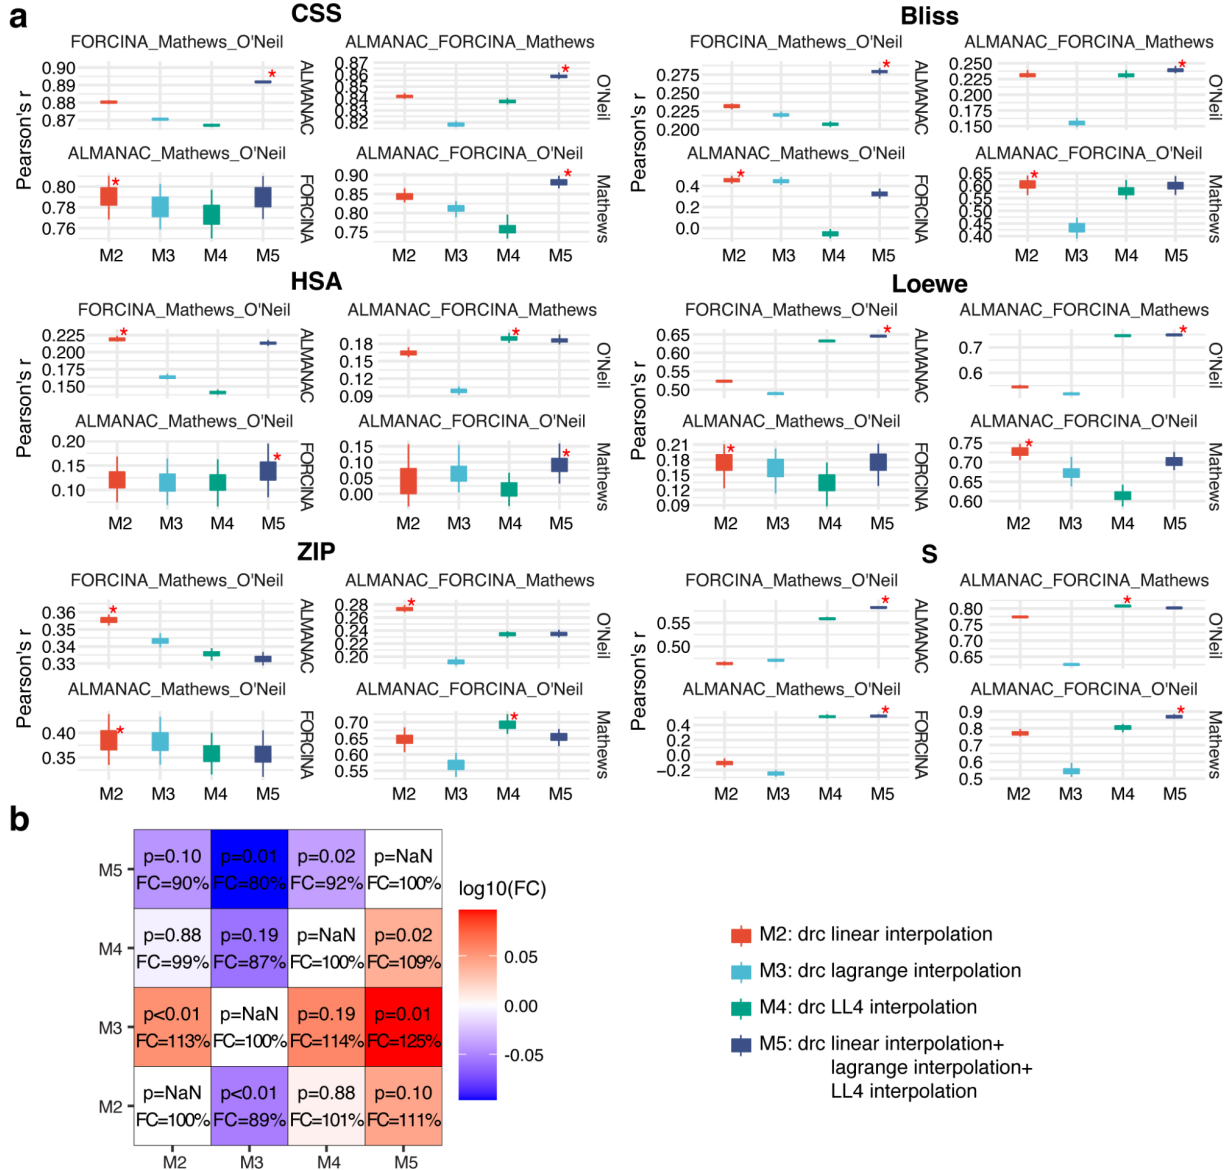 a
CSS
Bliss
FORCINA_Mathews_O'Neil
ALMANAC_FORCINA_Mathews
FORCINA_Mathews_O'Neil
ALMANAC_FORCINA_Mathews
Pearson's r
0.90
0.88
0.87
*
ALMANAC
0.87
0.86
0.85
0.84
0.83
0.82
*
O'Neil
Pearson's r
0.275
0.250
0.225
0.200
*
ALMANAC
0.250
0.225
0.200
0.175
0.150
*
O'Neil
ALMANAC_Mathews_O'Neil
ALMANAC_FORCINA_O'Neil
ALMANAC_Mathews_O'Neil
ALMANAC_FORCINA_O'Neil
0.80
0.78
0.76
*
FORCINA
0.90
0.85
0.80
0.75
*
Mathews
0.4
0.2
0.0
*
FORCINA
0.65
0.60
0.55
0.50
0.45
0.40
*
Mathews
M2 M3 M4 M5
M2 M3 M4 M5
M2 M3 M4 M5
M2 M3 M4 M5
HSA
Loewe
FORCINA_Mathews_O'Neil
ALMANAC_FORCINA_Mathews
FORCINA_Mathews_O'Neil
ALMANAC_FORCINA_Mathews
Pearson's r
0.225
0.200
0.175
0.150
*
ALMANAC
0.18
0.15
0.12
0.09
*
O'Neil
Pearson's r
0.65
0.60
0.55
0.50
*
ALMANAC
0.7
0.6
*
O'Neil
ALMANAC_Mathews_O'Neil
ALMANAC_FORCINA_O'Neil
ALMANAC_Mathews_O'Neil
ALMANAC_FORCINA_O'Neil
0.20
0.15
0.10
*
FORCINA
0.15
0.10
0.05
0.00
*
Mathews
0.21
0.18
0.15
0.12
0.09
*
FORCINA
0.75
0.70
0.65
0.60
*
Mathews
M2 M3 M4 M5
M2 M3 M4 M5
M2 M3 M4 M5
M2 M3 M4 M5
ZIP
S
FORCINA_Mathews_O'Neil
ALMANAC_FORCINA_Mathews
FORCINA_Mathews_O'Neil
ALMANAC_FORCINA_Mathews
Pearson's r
0.36
0.35
0.34
0.33
*
ALMANAC
0.28
0.26
0.24
0.22
0.20
*
O'Neil
Pearson's r
0.55
0.50
*
ALMANAC
0.80
0.75
0.70
0.65
*
O'Neil
ALMANAC_Mathews_O'Neil
ALMANAC_FORCINA_O'Neil
ALMANAC_Mathews_O'Neil
ALMANAC_FORCINA_O'Neil
0.40
0.35
*
FORCINA
0.70
0.65
0.60
0.55
*
Mathews
0.4
0.2
0.0
−0.2
*
FORCINA
0.9
0.8
0.7
0.6
0.5
*
Mathews
M2 M3 M4 M5
M2 M3 M4 M5
M2 M3 M4 M5
M2 M3 M4 M5
b
M5
p=0.10 p=0.01 p=0.02 p=NaN
FC=90% FC=80% FC=92% FC=100%
M4
p=0.88 p=0.19 p=NaN p=0.02
FC=99% FC=87% FC=100% FC=109%
M3
p<0.01 p=NaN p=0.19 p=0.01
FC=113% FC=100% FC=114% FC=125%
M2
p=NaN p<0.01 p=0.88 p=0.10
FC=100% FC=89% FC=101% FC=111%
M2 M3 M4 M5
log10(FC)
0.05
0.00
-0.05
M2: drc linear interpolation
M3: drc lagrange interpolation
M4: drc LL4 interpolation
M5: drc linear interpolation+
lagrange interpolation+
LL4 interpolation